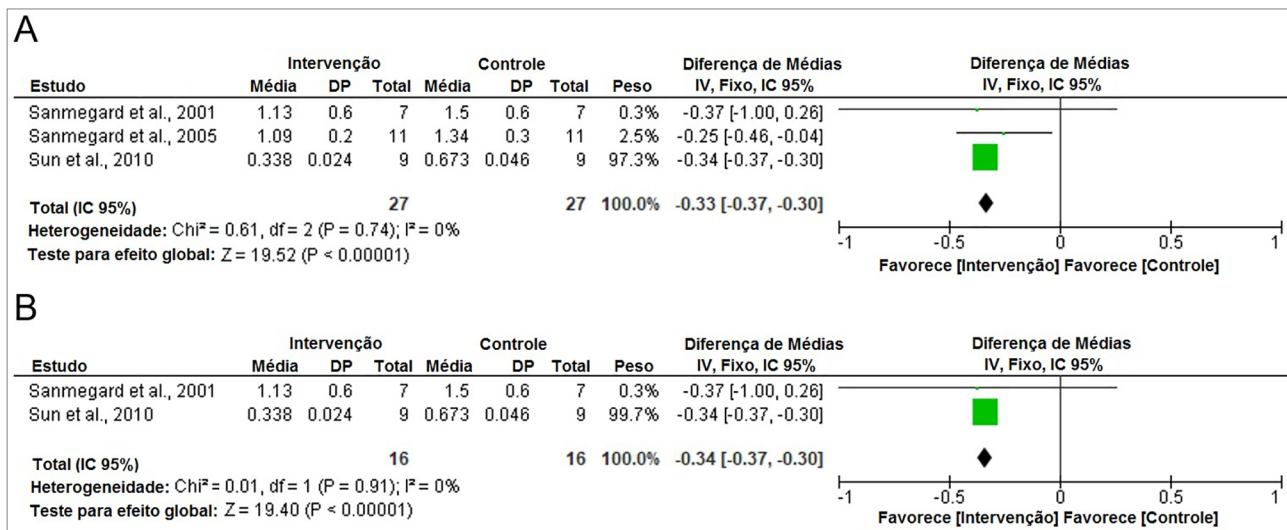 A
Intervenção Controle Diferença de Médias Diferença de Médias
Estudo Média DP Total Média DP Total Peso IV, Fixo, IC 95% IV, Fixo, IC 95%
Sanmegard et al., 2001 1.13 0.6 7 1.5 0.6 7 0.3% -0.37 [-1.00, 0.26]
Sanmegard et al., 2005 1.09 0.2 11 1.34 0.3 11 2.5% -0.25 [-0.46, -0.04]
Sun et al., 2010 0.338 0.024 9 0.673 0.046 9 97.3% -0.34 [-0.37, -0.30]
Total (IC 95%) 27 27 100.0% -0.33 [-0.37, -0.30]
Heterogeneidade: Chi² = 0.61, df = 2 (P = 0.74); I² = 0%
Teste para efeito global: Z = 19.52 (P < 0.00001)
-1 -0.5 0 0.5 1
Favorece [Intervenção] Favorece [Controle]
B
Intervenção Controle Diferença de Médias Diferença de Médias
Estudo Média DP Total Média DP Total Peso IV, Fixo, IC 95% IV, Fixo, IC 95%
Sanmegard et al., 2001 1.13 0.6 7 1.5 0.6 7 0.3% -0.37 [-1.00, 0.26]
Sun et al., 2010 0.338 0.024 9 0.673 0.046 9 99.7% -0.34 [-0.37, -0.30]
Total (IC 95%) 16 16 100.0% -0.34 [-0.37, -0.30]
Heterogeneidade: Chi² = 0.01, df = 1 (P = 0.91); I² = 0%
Teste para efeito global: Z = 19.40 (P < 0.00001)
-1 -0.5 0 0.5 1
Favorece [Intervenção] Favorece [Controle]